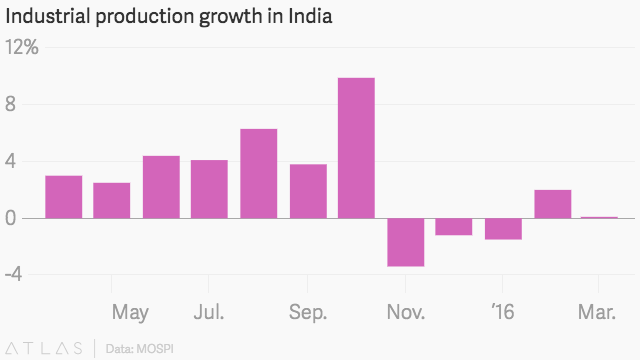 Industrial production growth in India
12%
8
4
0
-4
May Jul. Sep. Nov. ’16 Mar.
ATLAS Data: MOSPI